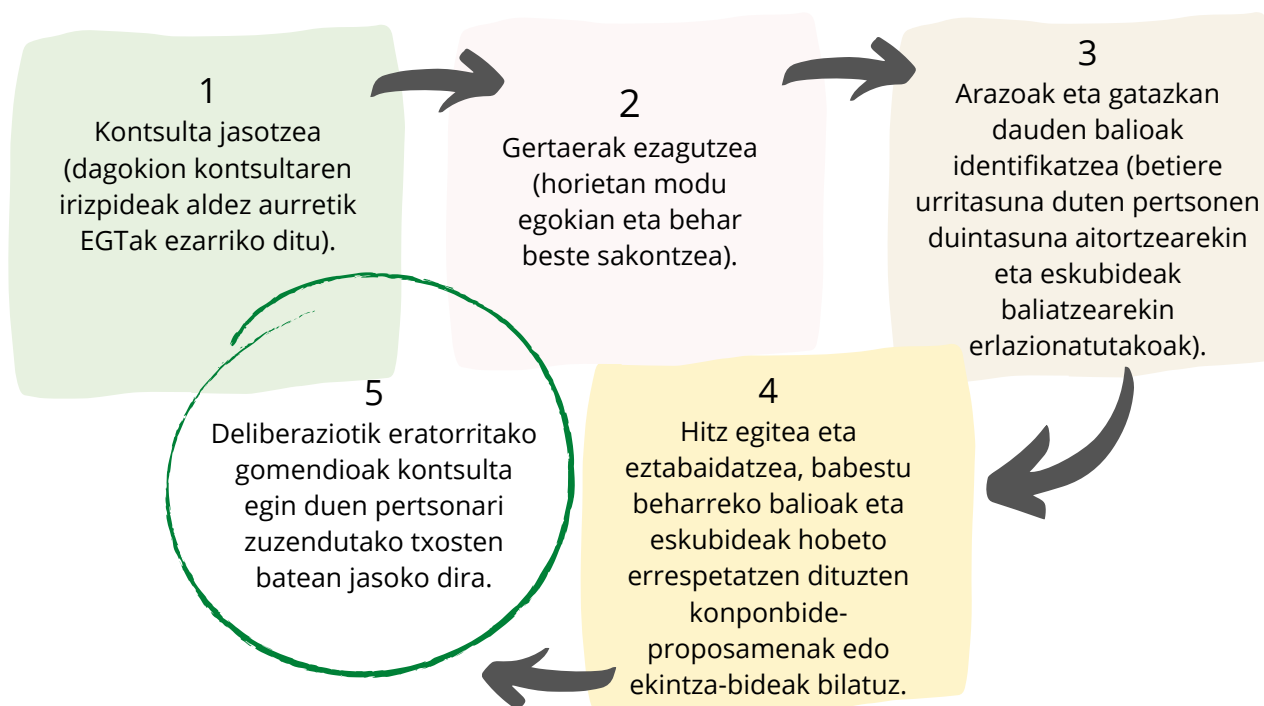 1
Kontsulta jasotzea
(dagokion kontsultaren
irizpideak aldez aurretik
EGTak ezarriko ditu).
2
Gertaerak ezagutzea
(horietan modu
egokian eta behar
beste sakontzea).
3
Arazoak eta gatazkan
dauden balioak
identifikatzea (betiere
urritasuna duten pertsonen
duintasuna aitortzearekin
eta eskubideak
baliatzearekin
erlazionatutakoak).
4
Hitz egitea eta
eztabaidatzea, babestu
beharreko balioak eta
eskubideak hobeto
errespetatzen dituzten
konponbide-
proposamenak edo
ekintza-bideak bilatuz.
5
Deliberaziotik eratorritako
gomendioak kontsulta
egin duen pertsonari
zuzendutako txosten
batean jasoko dira.